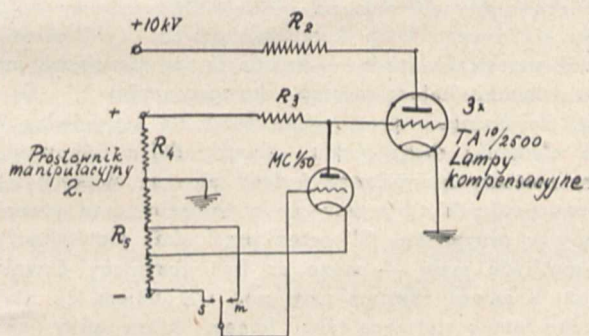 +10kV
R2
+
R3
3x
TA 10/2500
Lampy
kompensacyjne
MC 1/50
R4
Prostownik
manipulacyjny
2.
R5
-
s
m